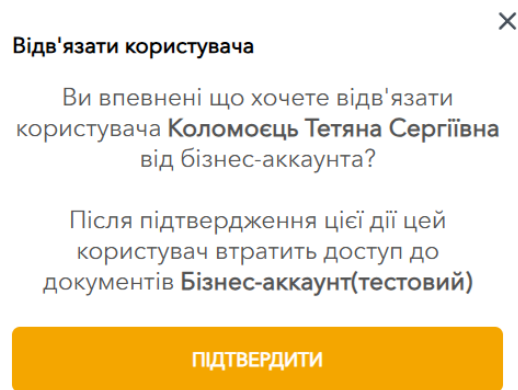 Відв'язати користувача
Ви впевнені що хочете відв'язати
користувача Коломоєць Тетяна Сергіївна
від бізнес-аккаунта?
Після підтвердження цієї дії цей
користувач втратить доступ до
документів Бізнес-аккаунт(тестовий)
ПІДТВЕРДИТИ